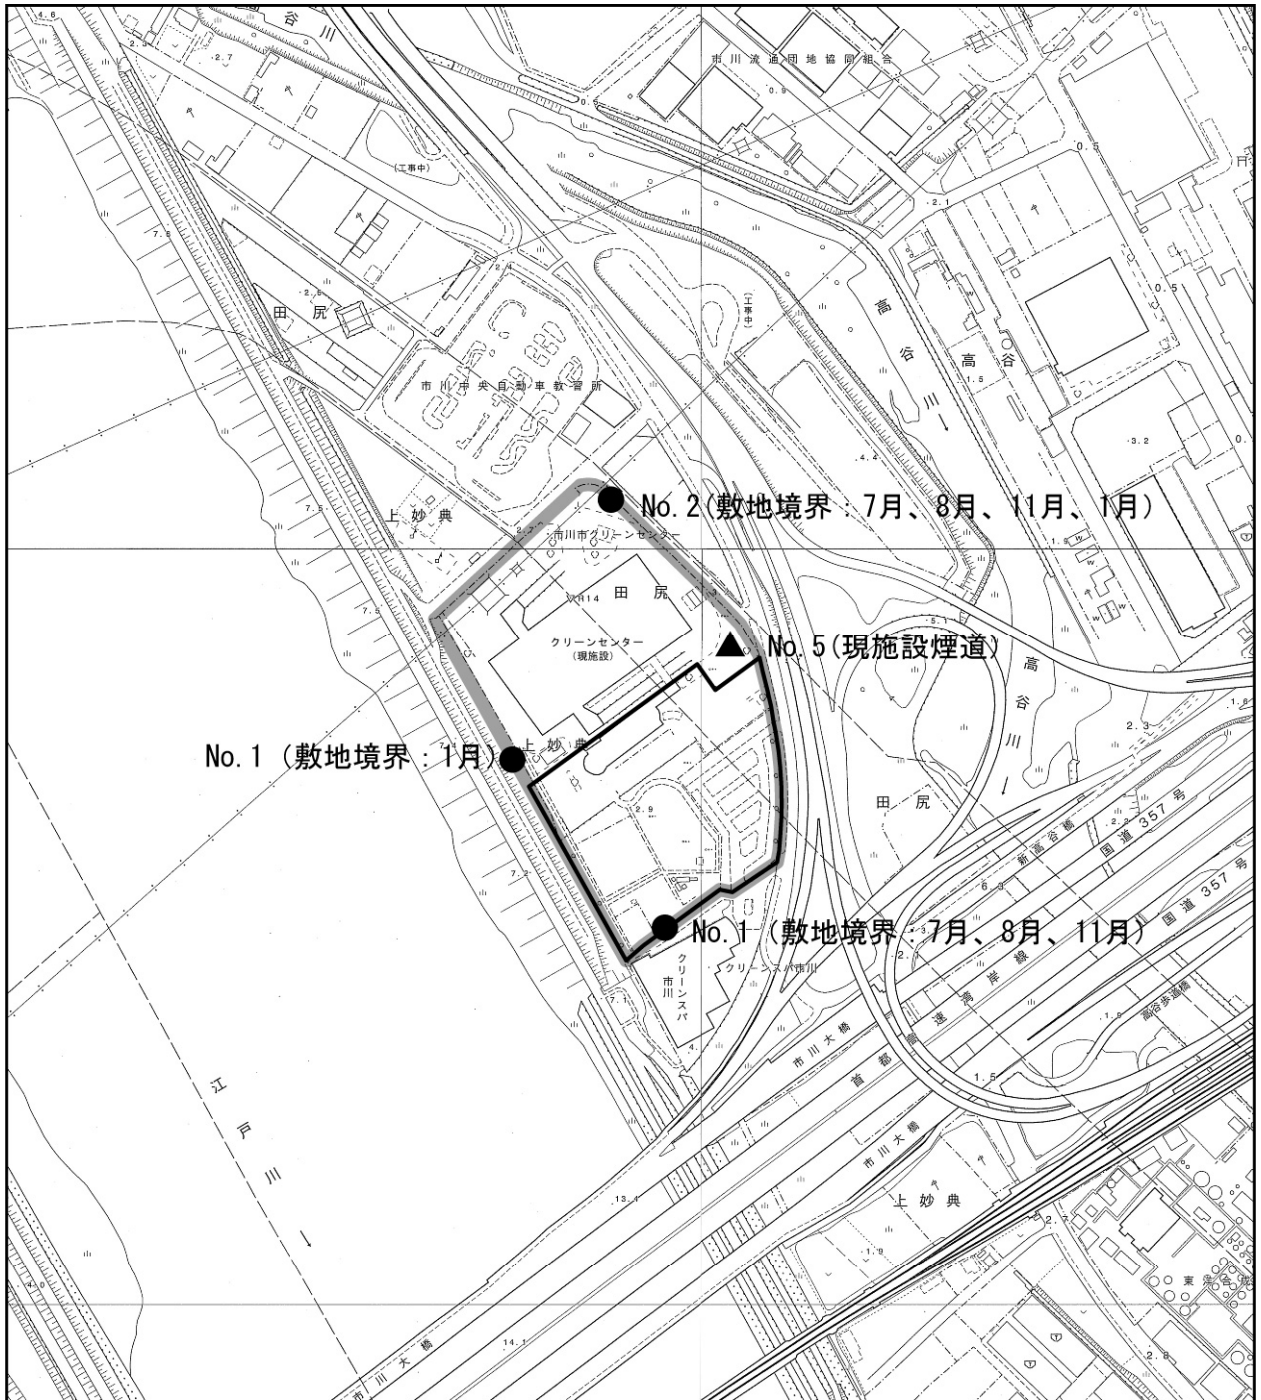 高谷川
市川流通団地協同組合
(工事中)
田尻
(工事中)
高谷川
高谷
市川中央自動車教習所
上妙典
No.2(敷地境界：7月、8月、11月、1月)
市川市クリーンセンター
田尻
クリーンセンター
(現施設)
No.5(現施設煙道)
高谷川
No.1 (敷地境界：1月)
上妙典
2.9
田尻
新高谷橋
国道357号
国道357号
No.1 (敷地境界：7月、8月、11月)
クリーンスパ市川
クリーンスパ
市川
首都高速湾岸線
高谷歩道橋
市川大橋
市川大橋
江戸川
上妙典
13.1
14.1
市川大橋